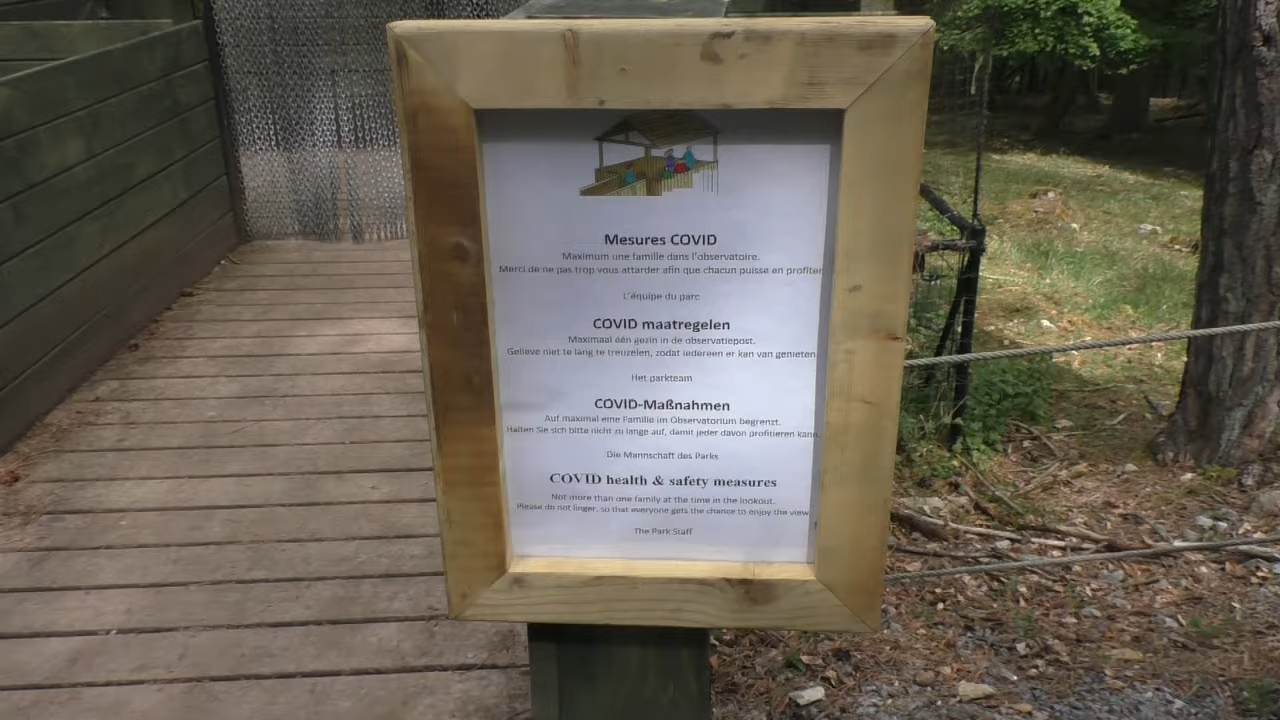 Mesures COVID
Maximum une famille dans l'observatoire.
Merci de ne pas trop vous attarder afin que chacun puisse en profiter
L'équipe du parc
COVID maatregelen
Maximaal één gezin in de observatiepost.
Gelieve niet te lang te treuzelen, zodat iedereen er kan van genieten
Het parkteam
COVID-Maßnahmen
Auf maximal eine Familie im Observatorium begrenzt.
Halten Sie sich bitte nicht zu lange auf, damit jeder davon profitieren kann.
Die Mannschaft des Parks
COVID health & safety measures
Not more than one family at the time in the lookout.
Please do not linger, so that everyone gets the chance to enjoy the view
The Park Staff